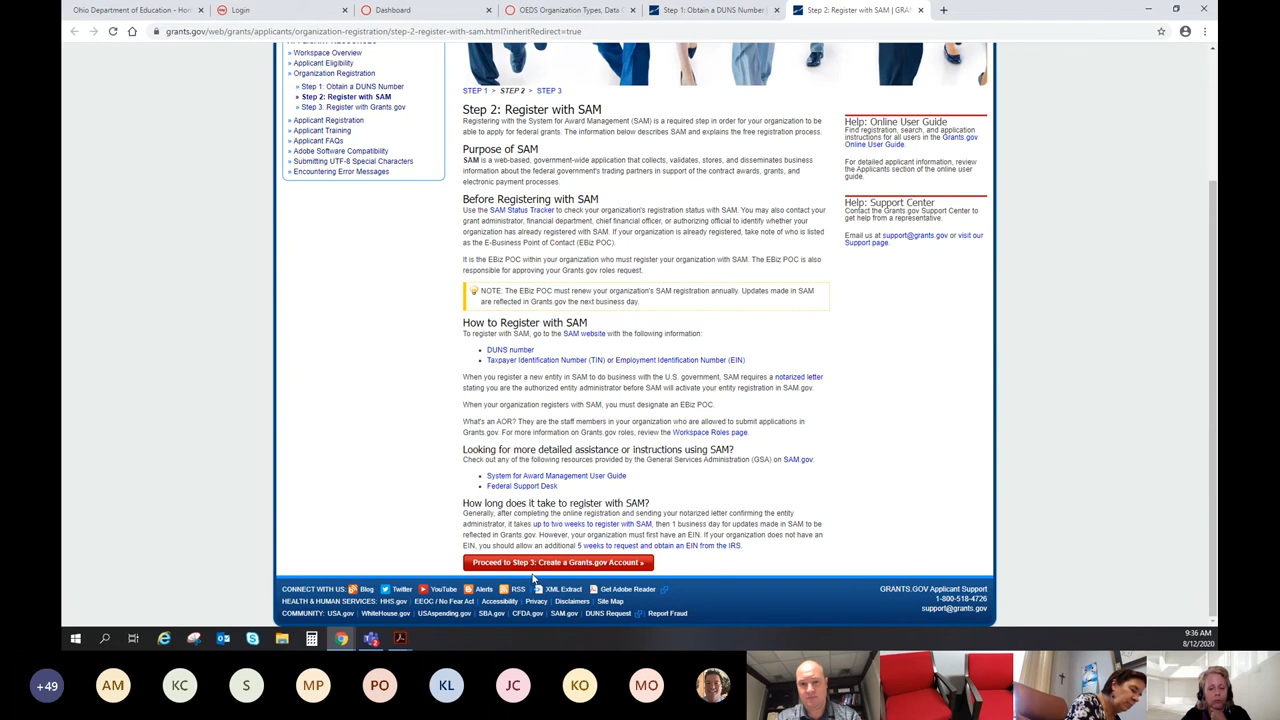 Ohio Department of Education - Hom
Login
Dashboard
OEDS Organization Types, Data C
Step 1: Obtain a DUNS Number |
Step 2: Register with SAM | GRAN
grants.gov/web/grants/applicants/organization-registration/step-2-register-with-sam.html?inheritRedirect=true
» Workspace Overview
» Applicant Eligibility
» Organization Registration
» Step 1: Obtain a DUNS Number
» Step 2: Register with SAM
» Step 3: Register with Grants.gov
» Applicant Registration
» Applicant Training
» Applicant FAQs
» Adobe Software Compatibility
» Submitting UTF-8 Special Characters
» Encountering Error Messages
STEP 1 > STEP 2 > STEP 3
Step 2: Register with SAM
Registering with the System for Award Management (SAM) is a required step in order for your organization to be
able to apply for federal grants. The information below describes SAM and explains the free registration process.
Purpose of SAM
SAM is a web-based, government-wide application that collects, validates, stores, and disseminates business
information about the federal government's trading partners in support of the contract awards, grants, and
electronic payment processes.
Before Registering with SAM
Use the SAM Status Tracker to check your organization's registration status with SAM. You may also contact your
grant administrator, financial department, chief financial officer, or authorizing official to identify whether your
organization has already registered with SAM. If your organization is already registered, take note of who is listed
as the E-Business Point of Contact (EBiz POC).
It is the EBiz POC within your organization who must register your organization with SAM. The EBiz POC is also
responsible for approving your Grants.gov roles request.
NOTE: The EBiz POC must renew your organization's SAM registration annually. Updates made in SAM
are reflected in Grants.gov the next business day.
How to Register with SAM
To register with SAM, go to the SAM website with the following information:
• DUNS number
• Taxpayer Identification Number (TIN) or Employment Identification Number (EIN)
When you register a new entity in SAM to do business with the U.S. government, SAM requires a notarized letter
stating you are the authorized entity administrator before SAM will activate your entity registration in SAM.gov.
When your organization registers with SAM, you must designate an EBiz POC.
What's an AOR? They are the staff members in your organization who are allowed to submit applications in
Grants.gov. For more information on Grants.gov roles, review the Workspace Roles page.
Looking for more detailed assistance or instructions using SAM?
Check out any of the following resources provided by the General Services Administration (GSA) on SAM.gov:
• System for Award Management User Guide
• Federal Support Desk
How long does it take to register with SAM?
Generally, after completing the online registration and sending your notarized letter confirming the entity
administrator, it takes up to two weeks to register with SAM, then 1 business day for updates made in SAM to be
reflected in Grants.gov. However, your organization must first have an EIN. If your organization does not have an
EIN, you should allow an additional 5 weeks to request and obtain an EIN from the IRS.
Proceed to Step 3: Create a Grants.gov Account »
Help: Online User Guide
Find registration, search, and application
instructions for all users in the Grants.gov
Online User Guide.
For detailed applicant information, review
the Applicants section of the online user
guide.
Help: Support Center
Contact the Grants.gov Support Center to
get help from a representative.
Email us at support@grants.gov or visit our
Support page.
CONNECT WITH US: Blog Twitter YouTube Alerts RSS XML Extract Get Adobe Reader
HEALTH & HUMAN SERVICES: HHS.gov EEOC / No Fear Act Accessibility Privacy Disclaimers Site Map
COMMUNITY: USA.gov WhiteHouse.gov USAspending.gov SBA.gov CFDA.gov SAM.gov DUNS Request Report Fraud
GRANTS.GOV Applicant Support
1-800-518-4726
support@grants.gov
9:36 AM
8/12/2020
+49 AM KC S MP PO KL JC KO MO